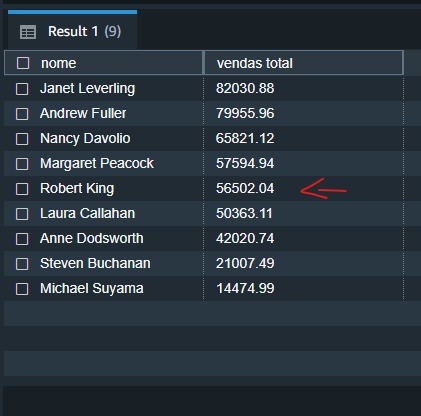 Result 1 (9)
nome vendas total
Janet Leverling 82030.88
Andrew Fuller 79955.96
Nancy Davolio 65821.12
Margaret Peacock 57594.94
Robert King 56502.04
Laura Callahan 50363.11
Anne Dodsworth 42020.74
Steven Buchanan 21007.49
Michael Suyama 14474.99